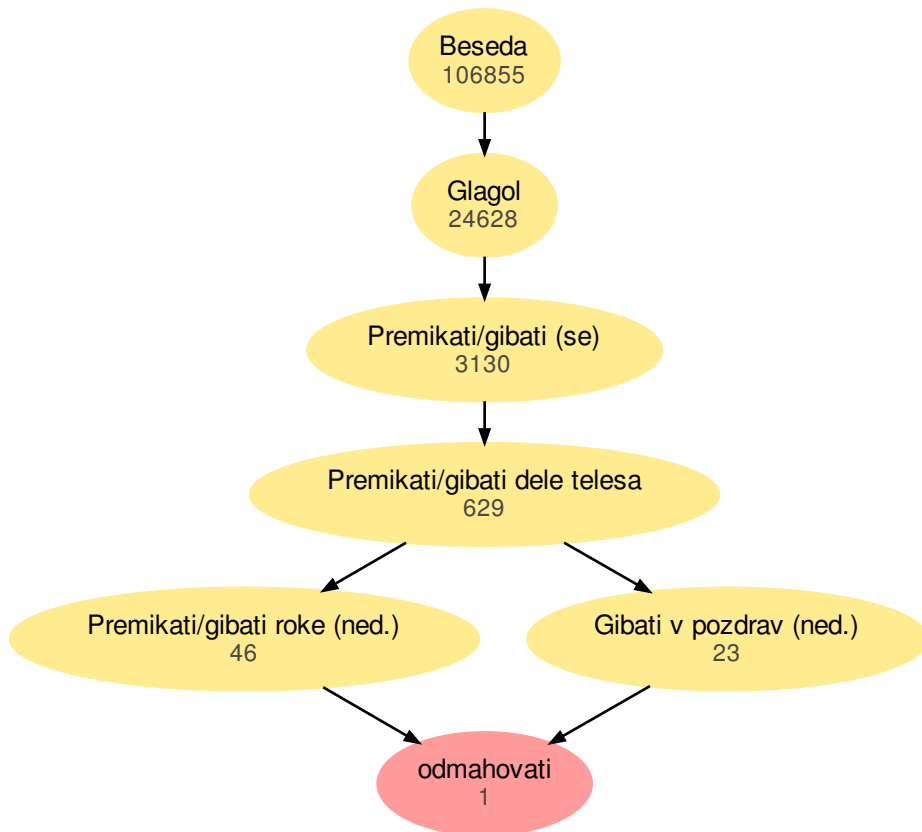 Beseda
106855
Glagol
24628
Premikati/gibati (se)
3130
Premikati/gibati dele telesa
629
Premikati/gibati roke (ned.)
46
Gibati v pozdrav (ned.)
23
odmahovati
1